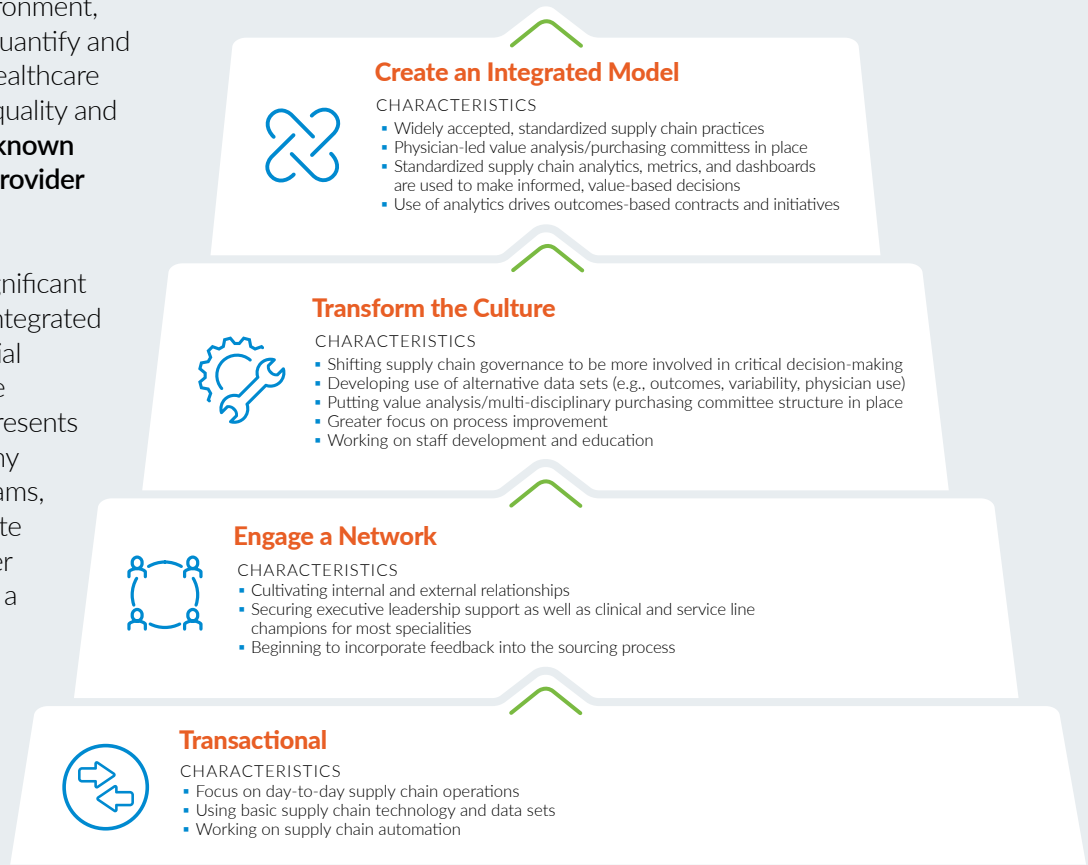 ronment,
uantify and
ealthcare
quality and
known
rovider
gnificant
ntegrated
ial
e
resents
ny
ams,
te
er
a
Create an Integrated Model
CHARACTERISTICS
▪ Widely accepted, standardized supply chain practices
▪ Physician-led value analysis/purchasing committess in place
▪ Standardized supply chain analytics, metrics, and dashboards
are used to make informed, value-based decisions
▪ Use of analytics drives outcomes-based contracts and initiatives
Transform the Culture
CHARACTERISTICS
▪ Shifting supply chain governance to be more involved in critical decision-making
▪ Developing use of alternative data sets (e.g., outcomes, variability, physician use)
▪ Putting value analysis/multi-disciplinary purchasing committee structure in place
▪ Greater focus on process improvement
▪ Working on staff development and education
Engage a Network
CHARACTERISTICS
▪ Cultivating internal and external relationships
▪ Securing executive leadership support as well as clinical and service line
champions for most specialities
▪ Beginning to incorporate feedback into the sourcing process
Transactional
CHARACTERISTICS
▪ Focus on day-to-day supply chain operations
▪ Using basic supply chain technology and data sets
▪ Working on supply chain automation